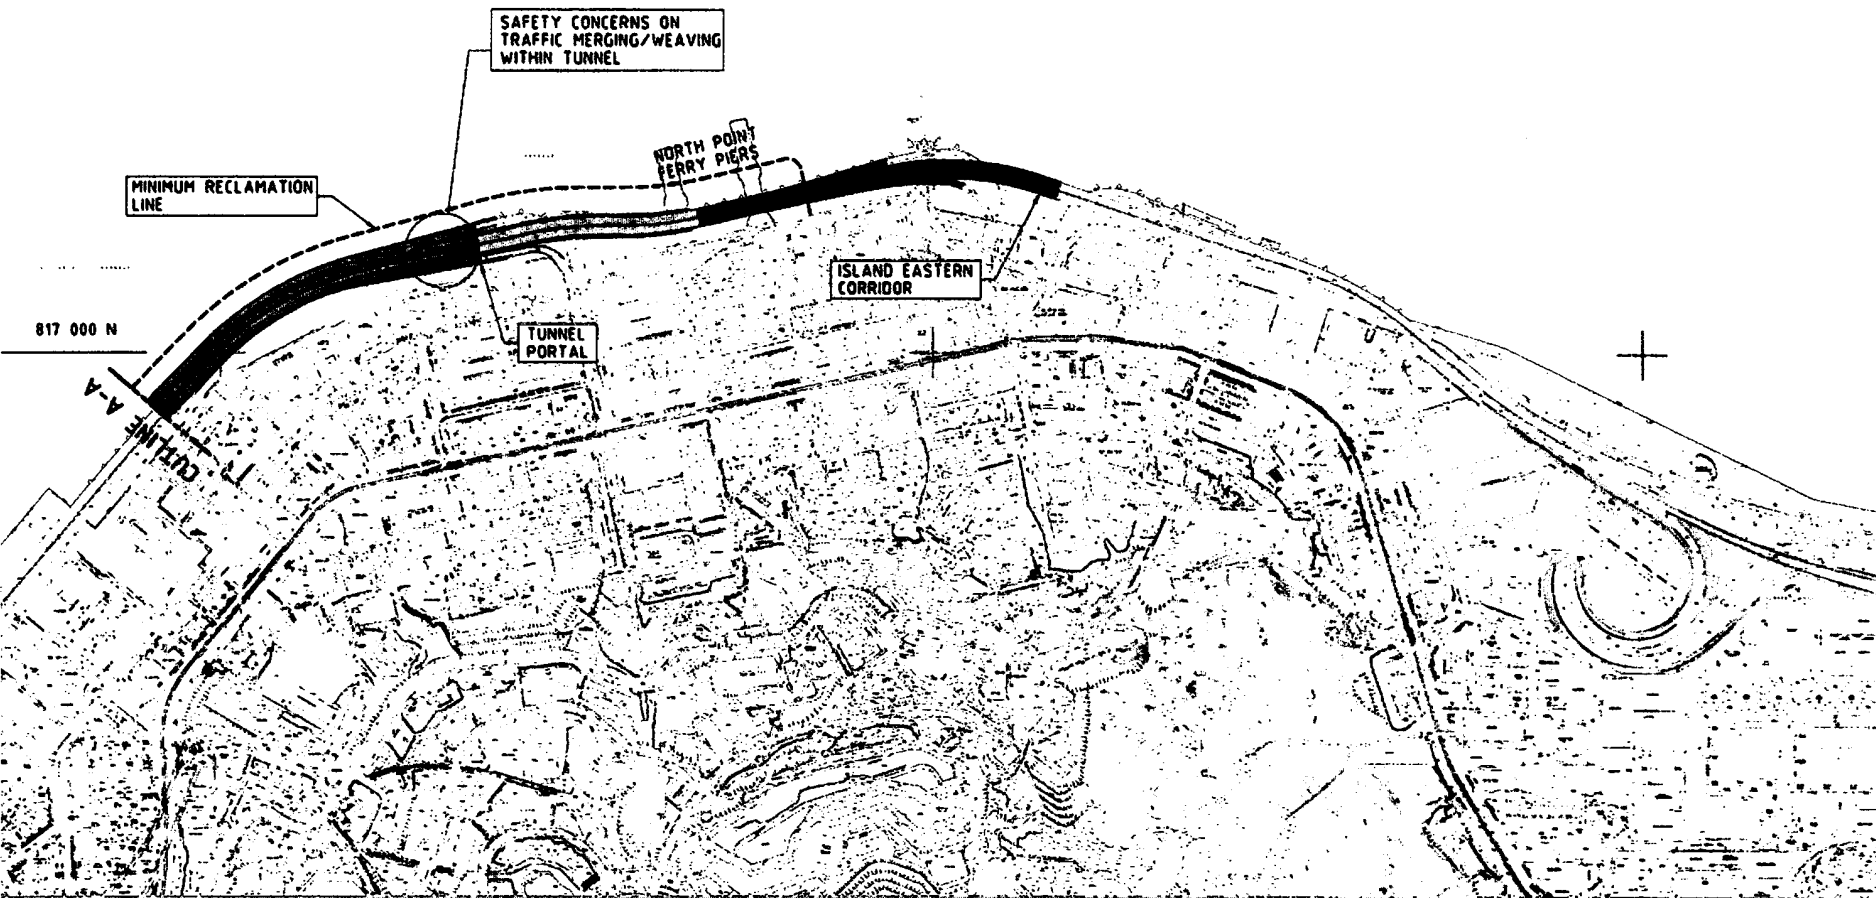 SAFETY CONCERNS ON
TRAFFIC MERGING/WEAVING
WITHIN TUNNEL
NORTH POINT
FERRY PIERS
MINIMUM RECLAMATION
LINE
ISLAND EASTERN
CORRIDOR
817 000 N
TUNNEL
PORTAL
CUTLINE A-A